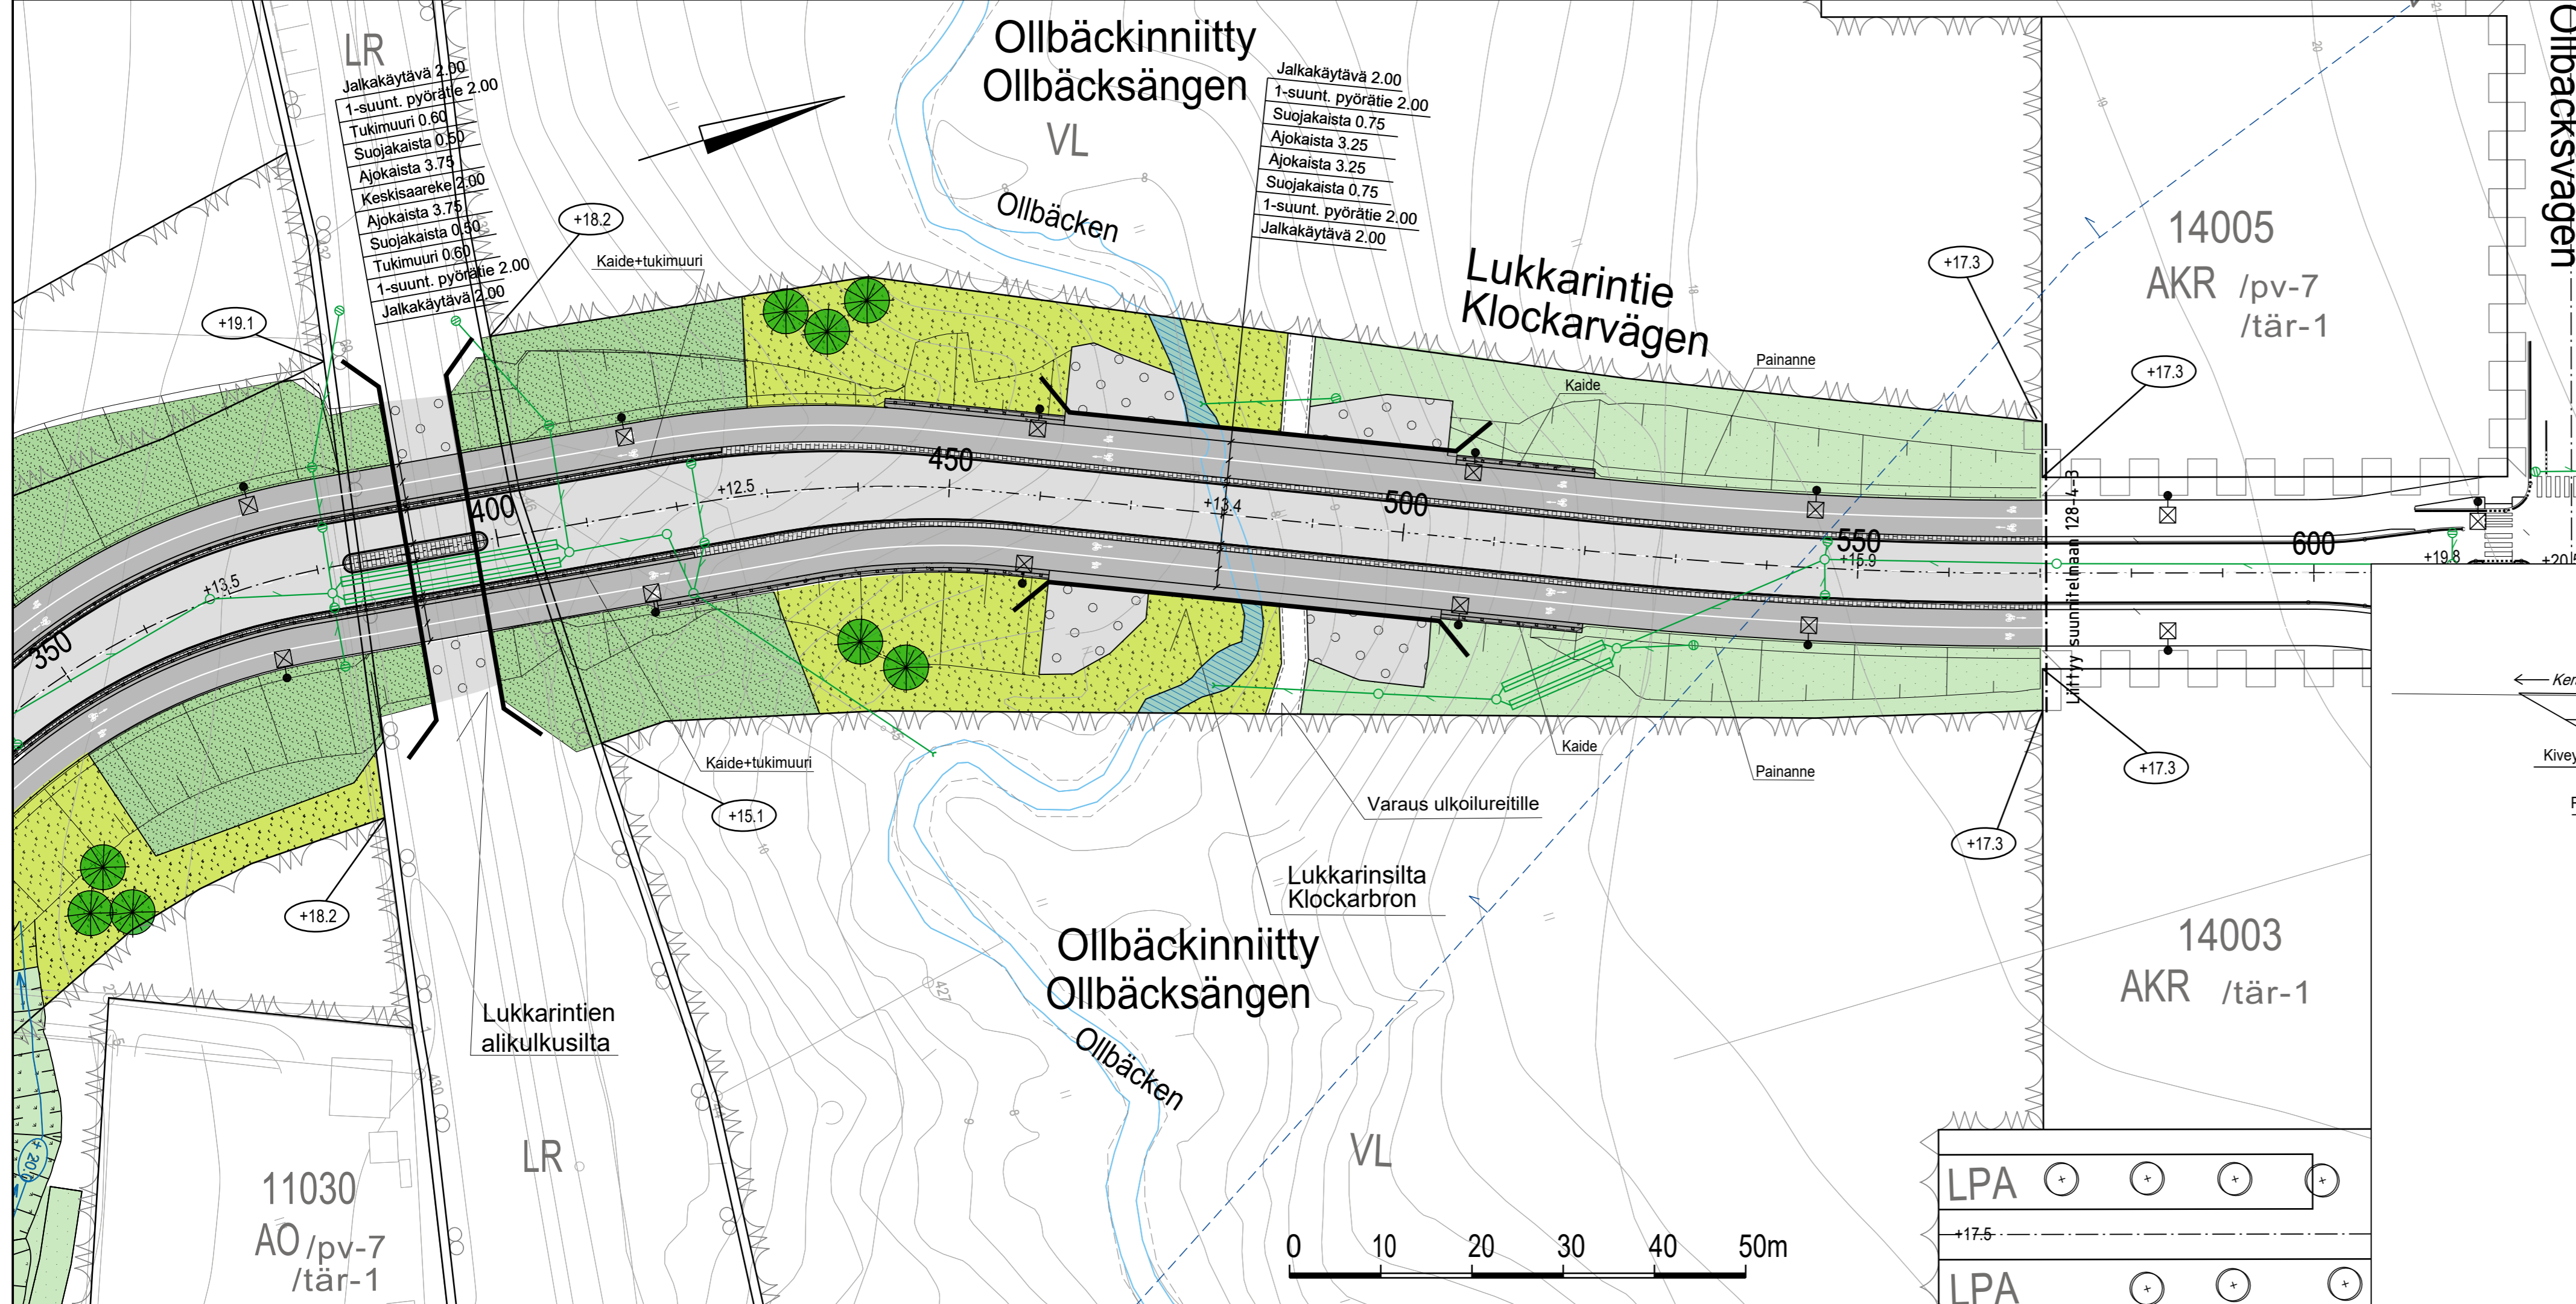 LR
Jalkakäytävä 2.00
1-suunt. pyörätie 2.00
Tukimuuri 0.60
Suojakaista 0.50
Ajokaista 3.75
Keskisaareke 2.00
Ajokaista 3.75
Suojakaista 0.50
Tukimuuri 0.60
1-suunt. pyörätie 2.00
Jalkakäytävä 2.00
Ollbäckinniitty
Ollbäcksängen
VL
Ollbäcken
Jalkakäytävä 2.00
1-suunt. pyörätie 2.00
Suojakaista 0.75
Ajokaista 3.25
Ajokaista 3.25
Suojakaista 0.75
1-suunt. pyörätie 2.00
Jalkakäytävä 2.00
Lukkarintie
Klockarvägen
14005
AKR /pv-7
/tär-1
Ollbäcksvägen
+19.1
+18.2
Kaide+tukimuuri
Kaide
Painanne
+17.3
+17.3
350
+13.5
400
+12.5
450
+13.4
500
550
+15.9
600
+19.8
Liittyy suunnitelmaan 128-4-3
Kaide+tukimuuri
+15.1
+18.2
Kaide
Painanne
Varaus ulkoilureitille
Lukkarinsilta
Klockarbron
+17.3
+17.3
14003
AKR /tär-1
Ollbäckinniitty
Ollbäcksängen
Ollbäcken
427
Lukkarintien
alikulkusilta
430
LR
VL
11030
AO /pv-7
/tär-1
10
9
8
0 10 20 30 40 50m
LPA
+17.5
LPA